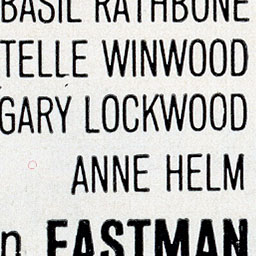 BASIL RATHBONE
TELLE WINWOOD
GARY LOCKWOOD
ANNE HELM
n EASTMAN